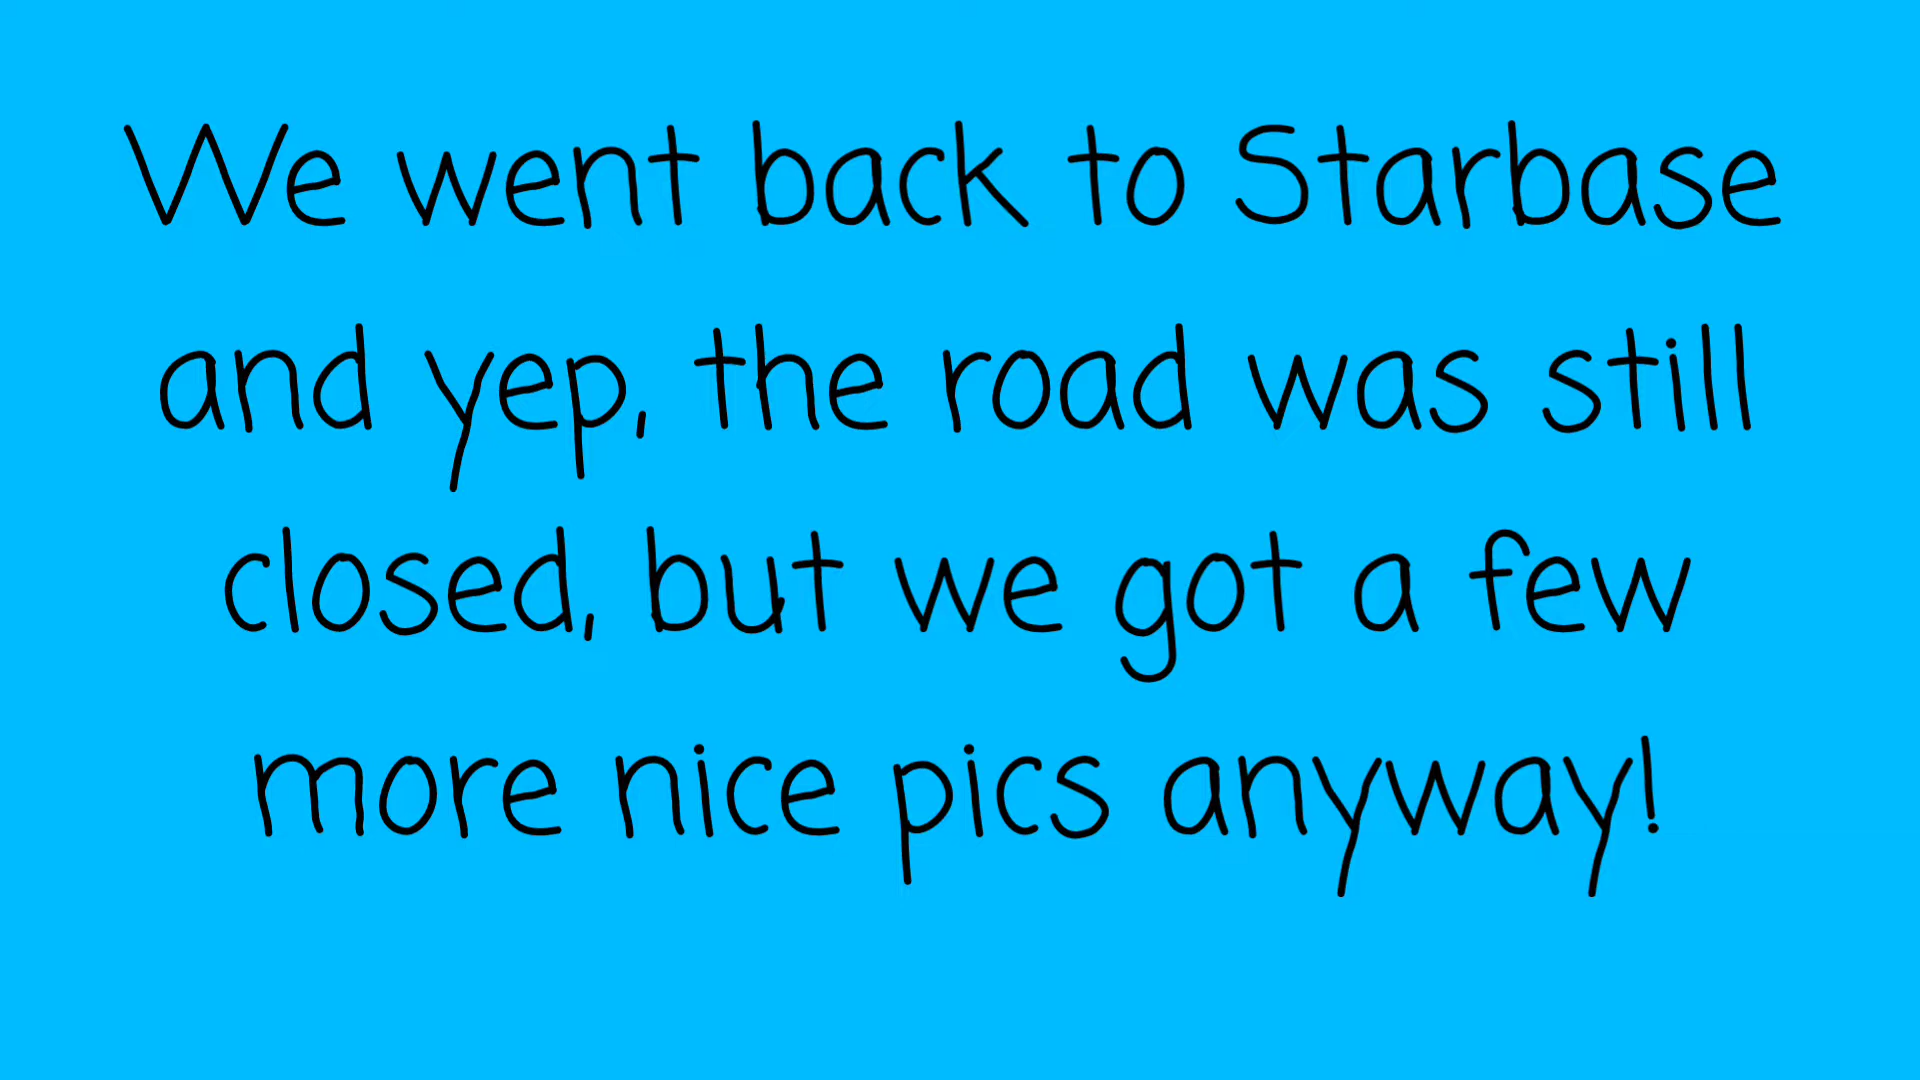 We went back to Starbase
and yep, the road was still
closed, but we got a few
more nice pics anyway!